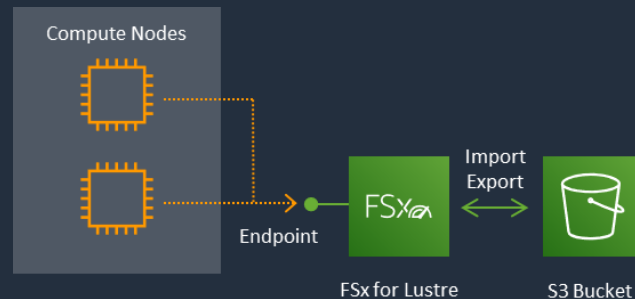 Compute Nodes
Import
Export
FSx
Endpoint
FSx for Lustre
S3 Bucket